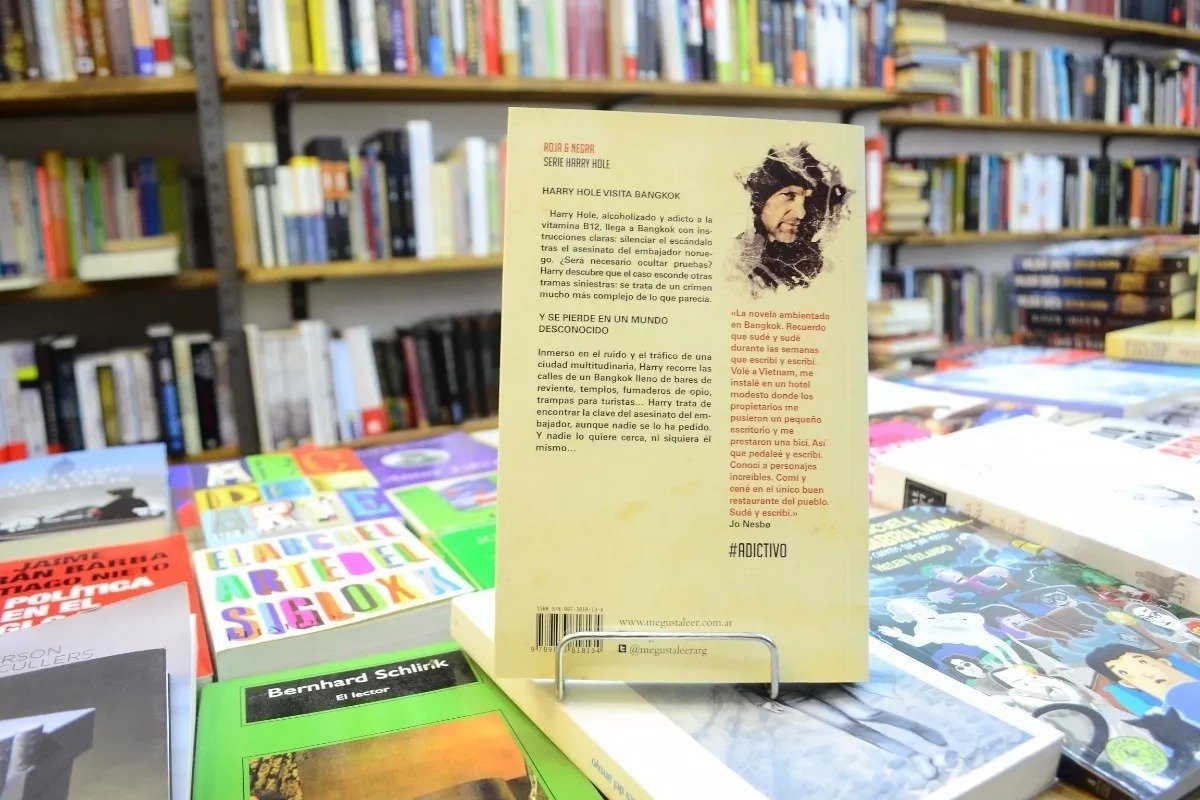 ROJA & NEGRA
SERIE HARRY HOLE
HARRY HOLE VISITA BANGKOK
Harry Hole, alcoholizado y adicto a la
vitamina B12, llega a Bangkok con ins-
trucciones claras: silenciar el escándalo
tras el asesinato del embajador norue-
go. ¿Será necesario ocultar pruebas?
Harry descubre que el caso esconde otras
tramas siniestras: se trata de un crimen
mucho más complejo de lo que parecía.
Y SE PIERDE EN UN MUNDO
DESCONOCIDO
Inmerso en el ruido y el tráfico de una
ciudad multitudinaria, Harry recorre las
calles de un Bangkok lleno de bares de
reviente, templos, fumaderos de opio,
trampas para turistas... Harry trata de
encontrar la clave del asesinato del em-
bajador, aunque nadie se lo ha pedido.
Y nadie lo quiere cerca, ni siquiera él
mismo...
«La novela ambientada
en Bangkok. Recuerdo
que sudé y sudé
durante las semanas
que escribí y escribí.
Volé a Vietnam, me
instalé en un hotel
modesto donde los
propietarios me
pusieron un pequeño
escritorio y me
prestaron una bici. Así
que pedaleé y escribí.
Conocí a personajes
increíbles. Comí y
cené en el único buen
restaurante del pueblo.
Sudé y escribí.»
Jo Nesbø
#ADICTIVO
www.megustaleer.com.ar
@megustaleerarg
EL ABC DEL
ARTE DEL
SIGLO XX
JAIME
RÁN BARBA
TIAGO NIETO
POLÍTICA
EN EL
RSON
CULLERS
Bernhard Schlink
El lector